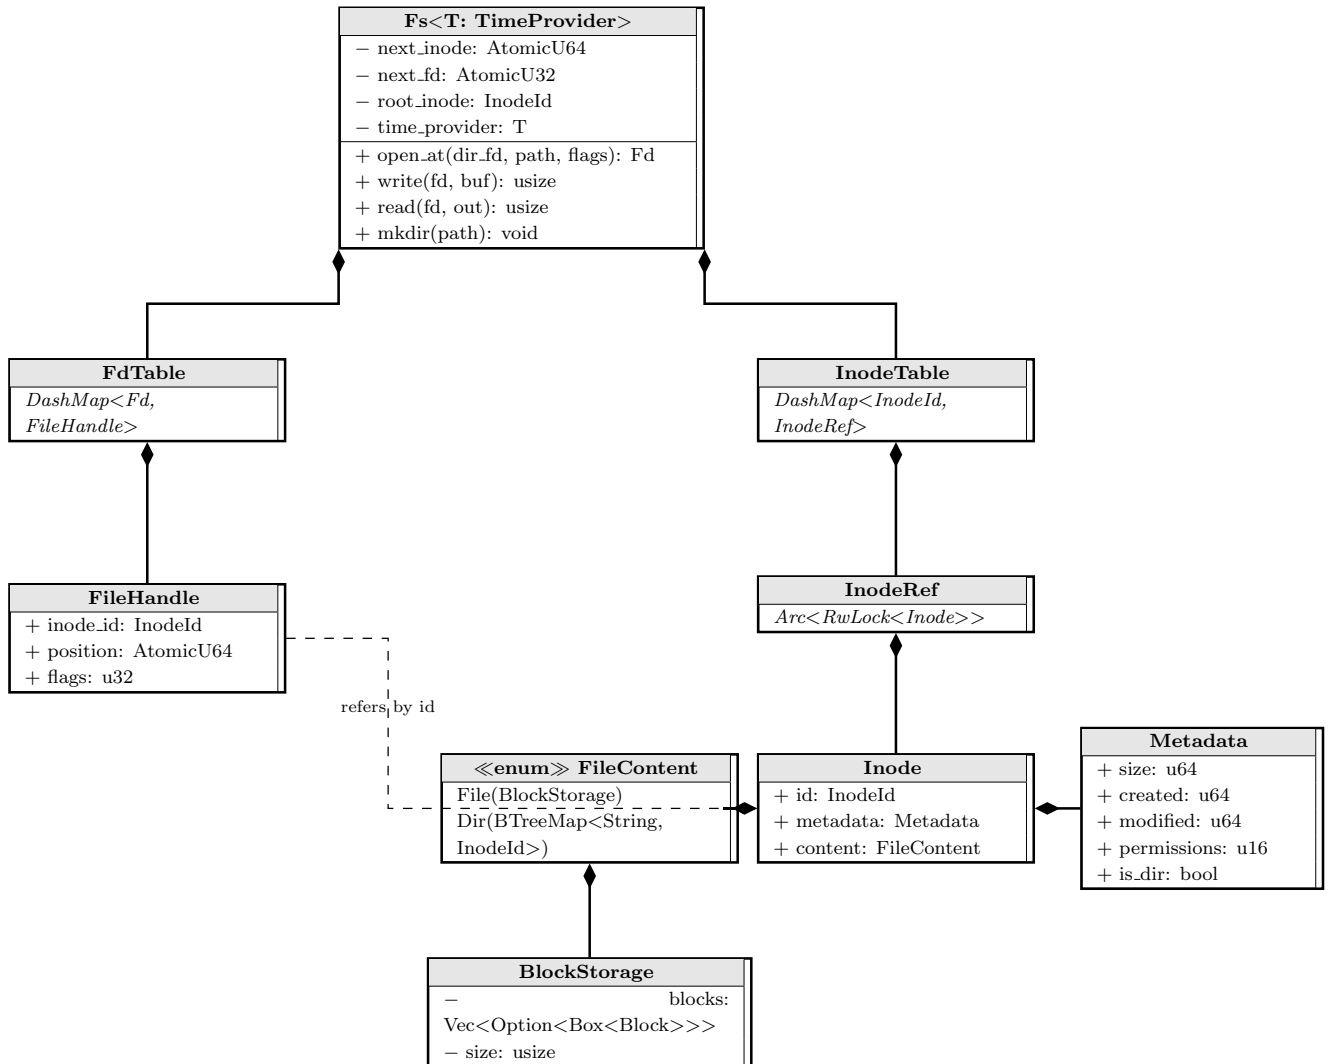 Fs<T: TimeProvider>
− next_inode: AtomicU64
− next_fd: AtomicU32
− root_inode: InodeId
− time_provider: T
+ open_at(dir_fd, path, flags): Fd
+ write(fd, buf): usize
+ read(fd, out): usize
+ mkdir(path): void
FdTable
DashMap<Fd,
FileHandle>
InodeTable
DashMap<InodeId,
InodeRef>
FileHandle
+ inode_id: InodeId
+ position: AtomicU64
+ flags: u32
InodeRef
Arc<RwLock<Inode>>
refers by id
≪enum≫ FileContent
File(BlockStorage)
Dir(BTreeMap<String,
InodeId>)
Inode
+ id: InodeId
+ metadata: Metadata
+ content: FileContent
Metadata
+ size: u64
+ created: u64
+ modified: u64
+ permissions: u16
+ is_dir: bool
BlockStorage
− blocks:
Vec<Option<Box<Block>>>
− size: usize